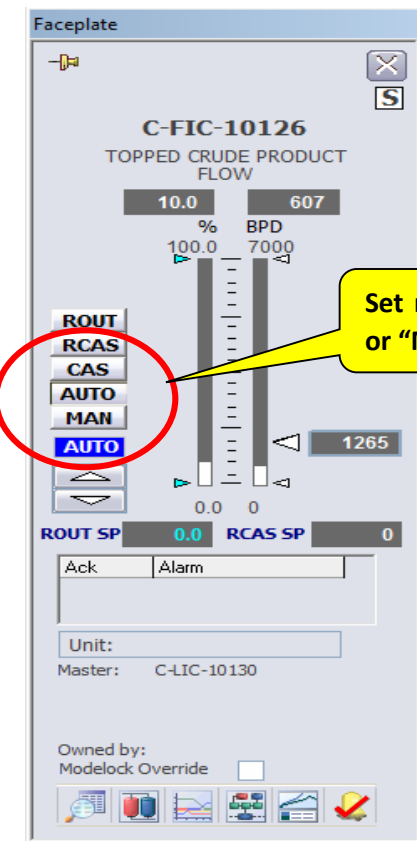 Faceplate
S
C-FIC-10126
TOPPED CRUDE PRODUCT
FLOW
10.0 607
% BPD
100.0 7000
Set
or “
ROUT
RCAS
CAS
AUTO
MAN
AUTO
1265
0.0 0
ROUT SP 0.0 RCAS SP 0
Ack Alarm
Unit:
Master: C-LIC-10130
Owned by:
Modelock Override